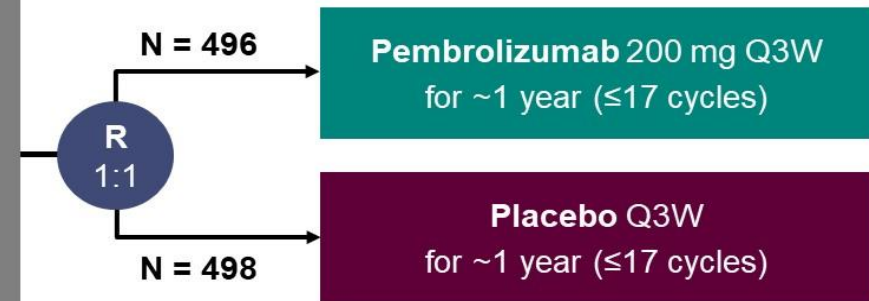 N = 496
Pembrolizumab 200 mg Q3W
for ~1 year (≤17 cycles)
R
1:1
Placebo Q3W
for ~1 year (≤17 cycles)
N = 498